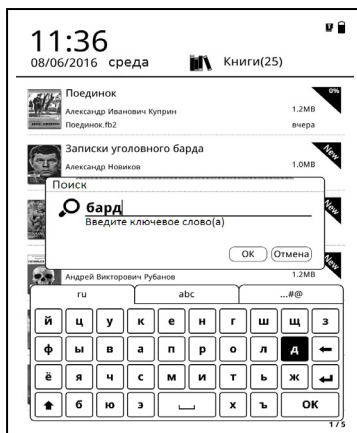 11:36
08/06/2016 среда Книги(25)
Поединок 0%
Александр Иванович Куприн 1.2MB
Поединок.fb2 вчера
Записки уголовного барда New
Александр Новиков 1.0MB
Поиск
бард
Введите ключевое слово(а)
OK Отмена
New
Андрей Викторович Рубанов 1.2MB
ru abc ...#@
й ц у к е н г ш щ з
ф ы в а п р о л д
ё я ч с м и т ь ж
б ю э х ъ OK
1 / 5